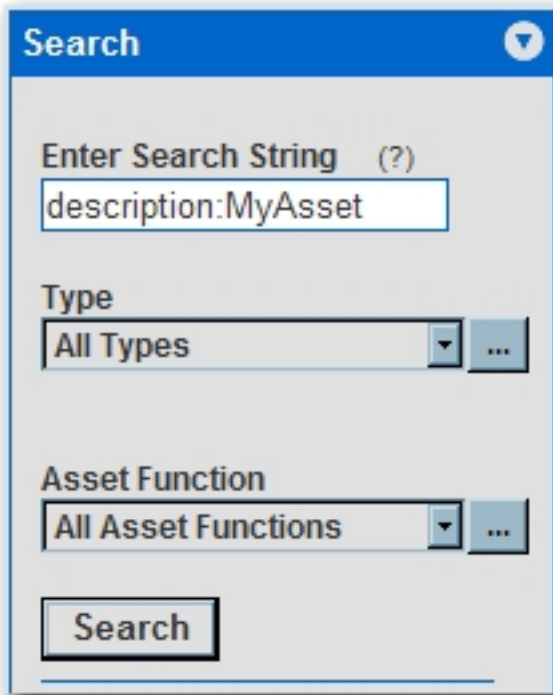 Search
Enter Search String (?)
description:MyAsset
Type
All Types ...
Asset Function
All Asset Functions ...
Search